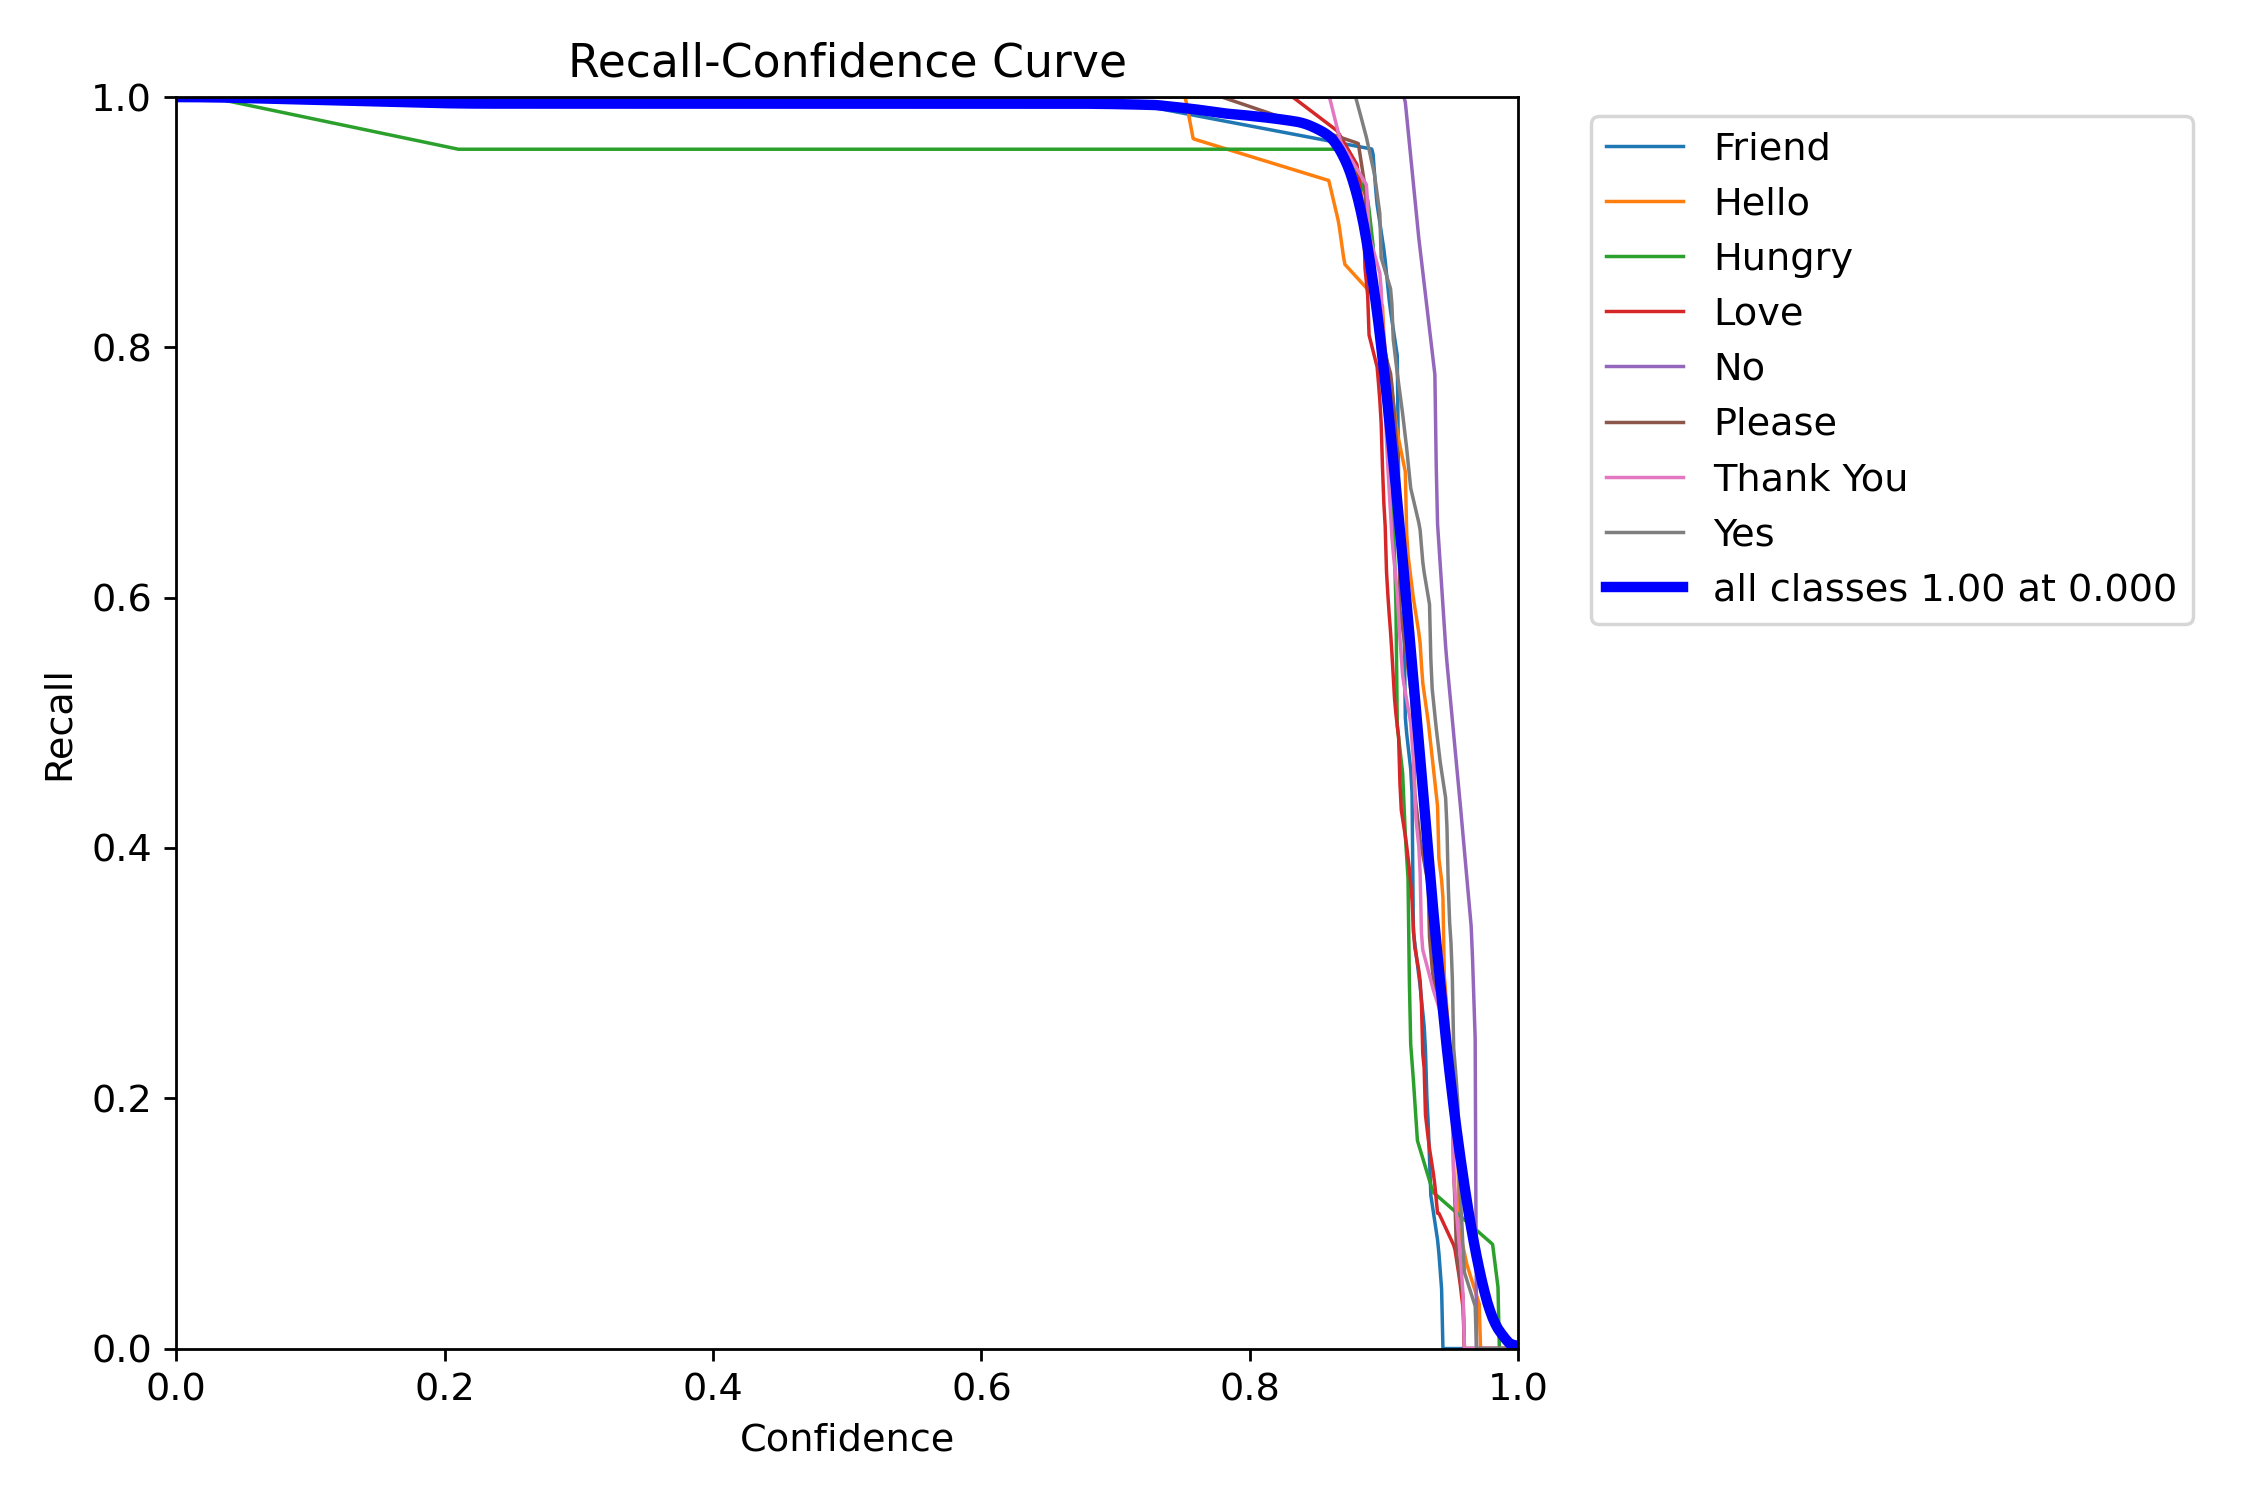 Recall-Confidence Curve
1.0
0.8
0.6
0.4
0.2
0.0
Recall
0.0 0.2 0.4 0.6 0.8 1.0
Confidence
Friend
Hello
Hungry
Love
No
Please
Thank You
Yes
all classes 1.00 at 0.000